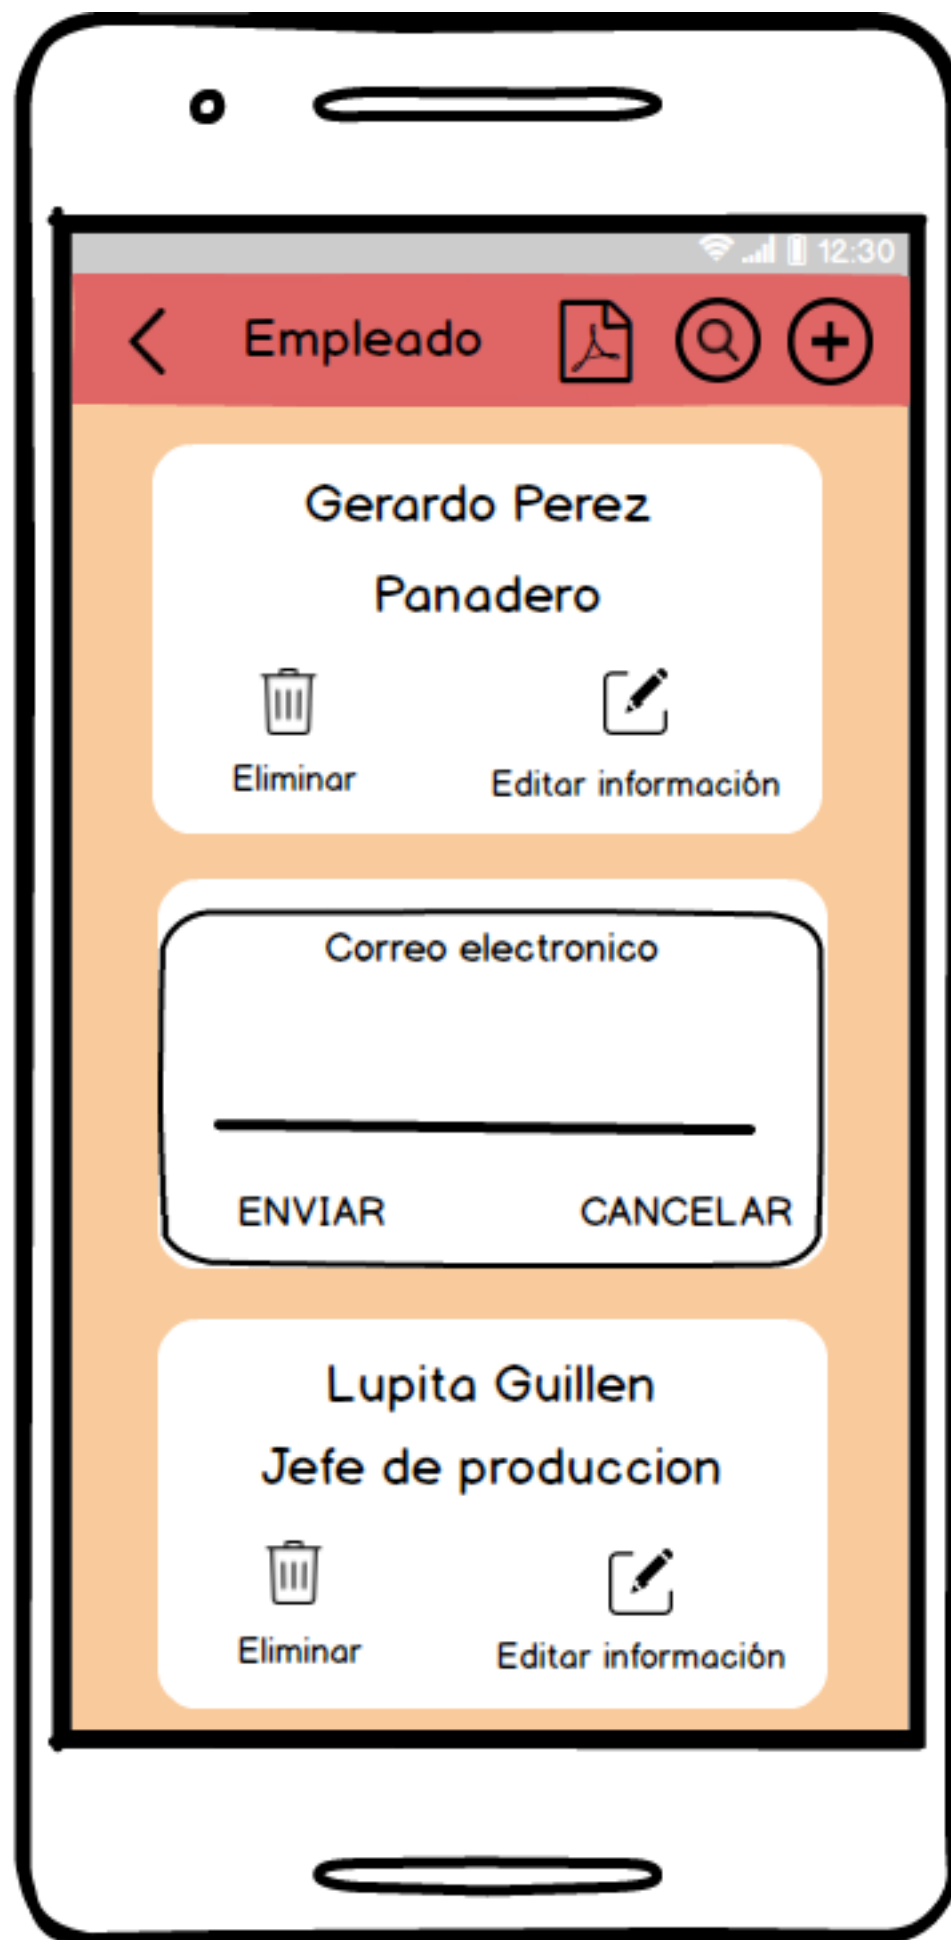 12:30
Empleado
Gerardo Perez
Panadero
Eliminar
Editar información
Correo electronico
ENVIAR
CANCELAR
Lupita Guillen
Jefe de produccion
Eliminar
Editar información